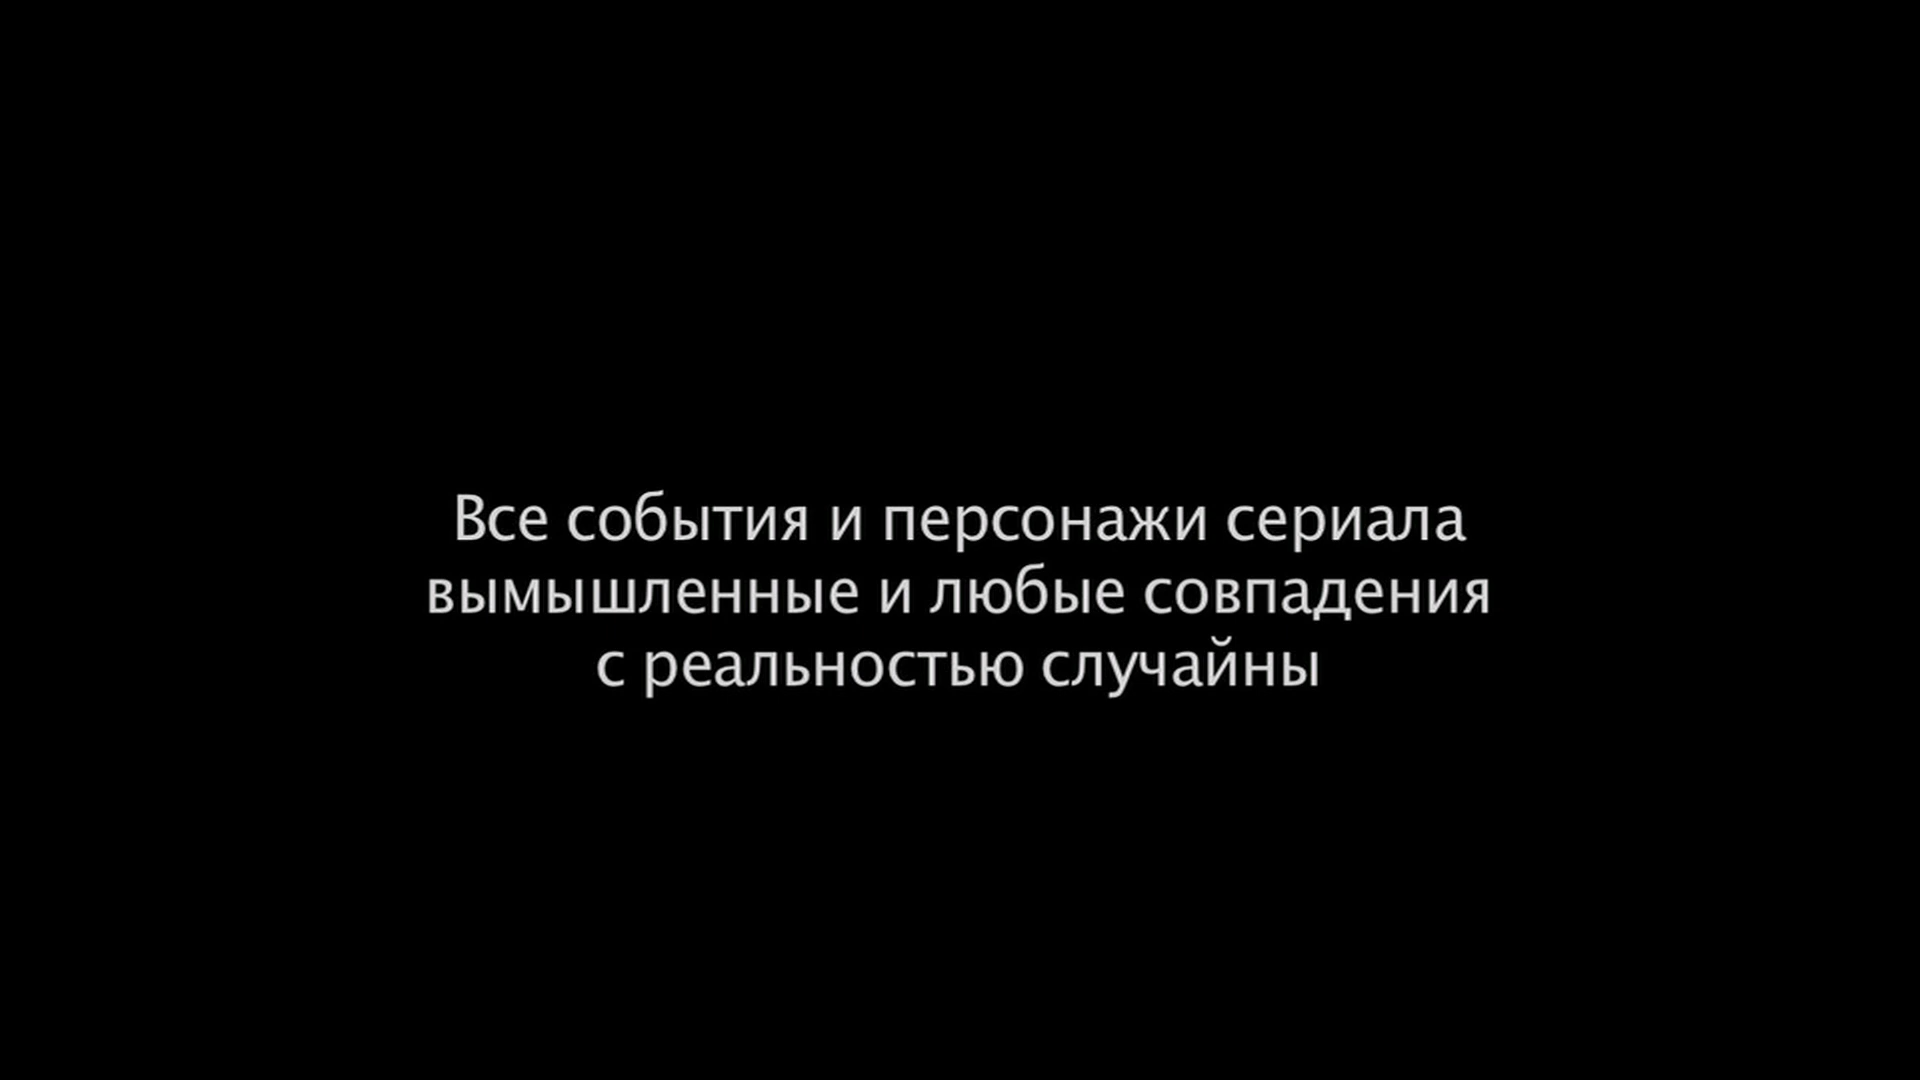 Все события и персонажи сериала
вымышленные и любые совпадения
с реальностью случайны